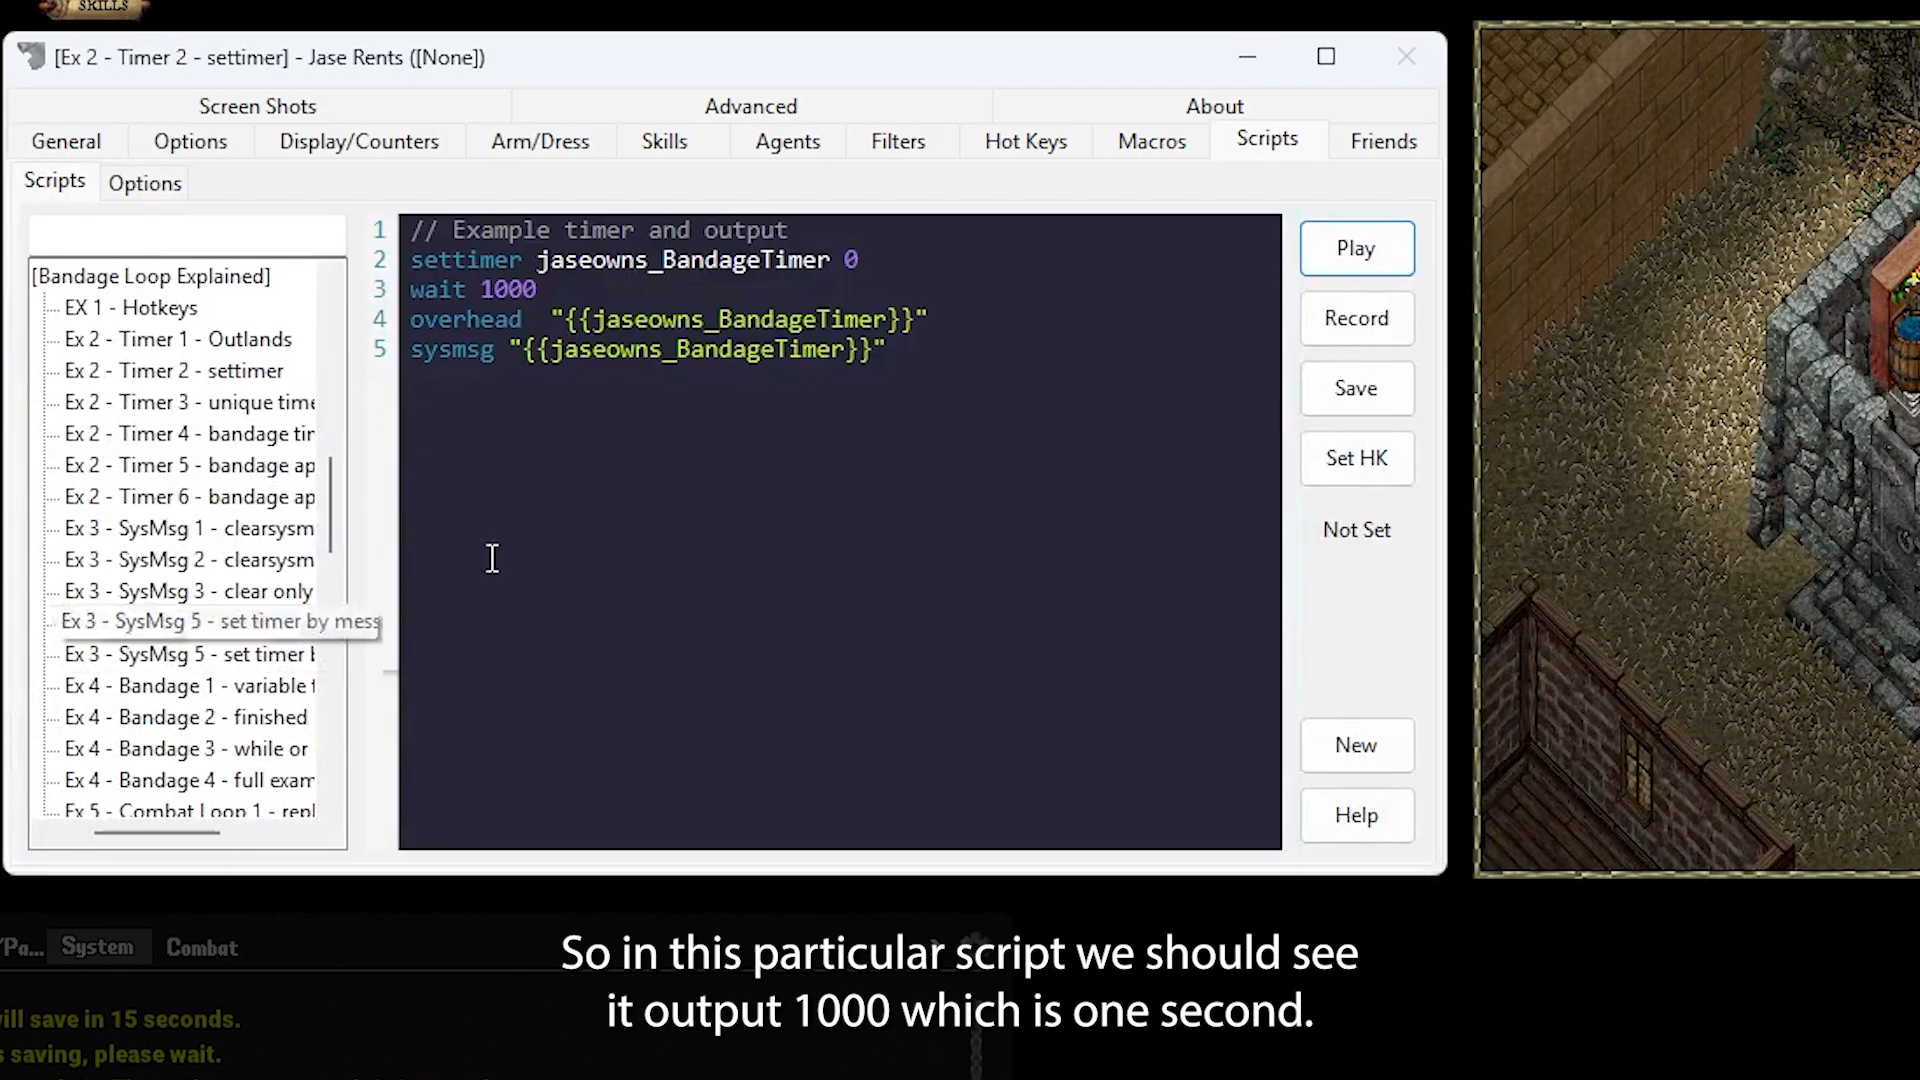 SKILLS
[Ex 2 - Timer 2 - settimer] - Jase Rents ([None])
Screen Shots Advanced About
General Options Display/Counters Arm/Dress Skills Agents Filters Hot Keys Macros Scripts Friends
Scripts Options
[Bandage Loop Explained]
EX 1 - Hotkeys
Ex 2 - Timer 1 - Outlands
Ex 2 - Timer 2 - settimer
Ex 2 - Timer 3 - unique time
Ex 2 - Timer 4 - bandage tir
Ex 2 - Timer 5 - bandage ap
Ex 2 - Timer 6 - bandage ap
Ex 3 - SysMsg 1 - clearsysm
Ex 3 - SysMsg 2 - clearsysm
Ex 3 - SysMsg 3 - clear only
Ex 3 - SysMsg 5 - set timer by mess
Ex 3 - SysMsg 5 - set timer b
Ex 4 - Bandage 1 - variable t
Ex 4 - Bandage 2 - finished
Ex 4 - Bandage 3 - while or
Ex 4 - Bandage 4 - full exam
Ex 5 - Combat Loop 1 - repl
1 // Example timer and output
2 settimer jaseowns_BandageTimer 0
3 wait 1000
4 overhead "{{jaseowns_BandageTimer}}"
5 sysmsg "{{jaseowns_BandageTimer}}"
Play
Record
Save
Set HK
Not Set
New
Help
/Pa... System Combat
will save in 15 seconds.
s saving, please wait.
So in this particular script we should see
it output 1000 which is one second.